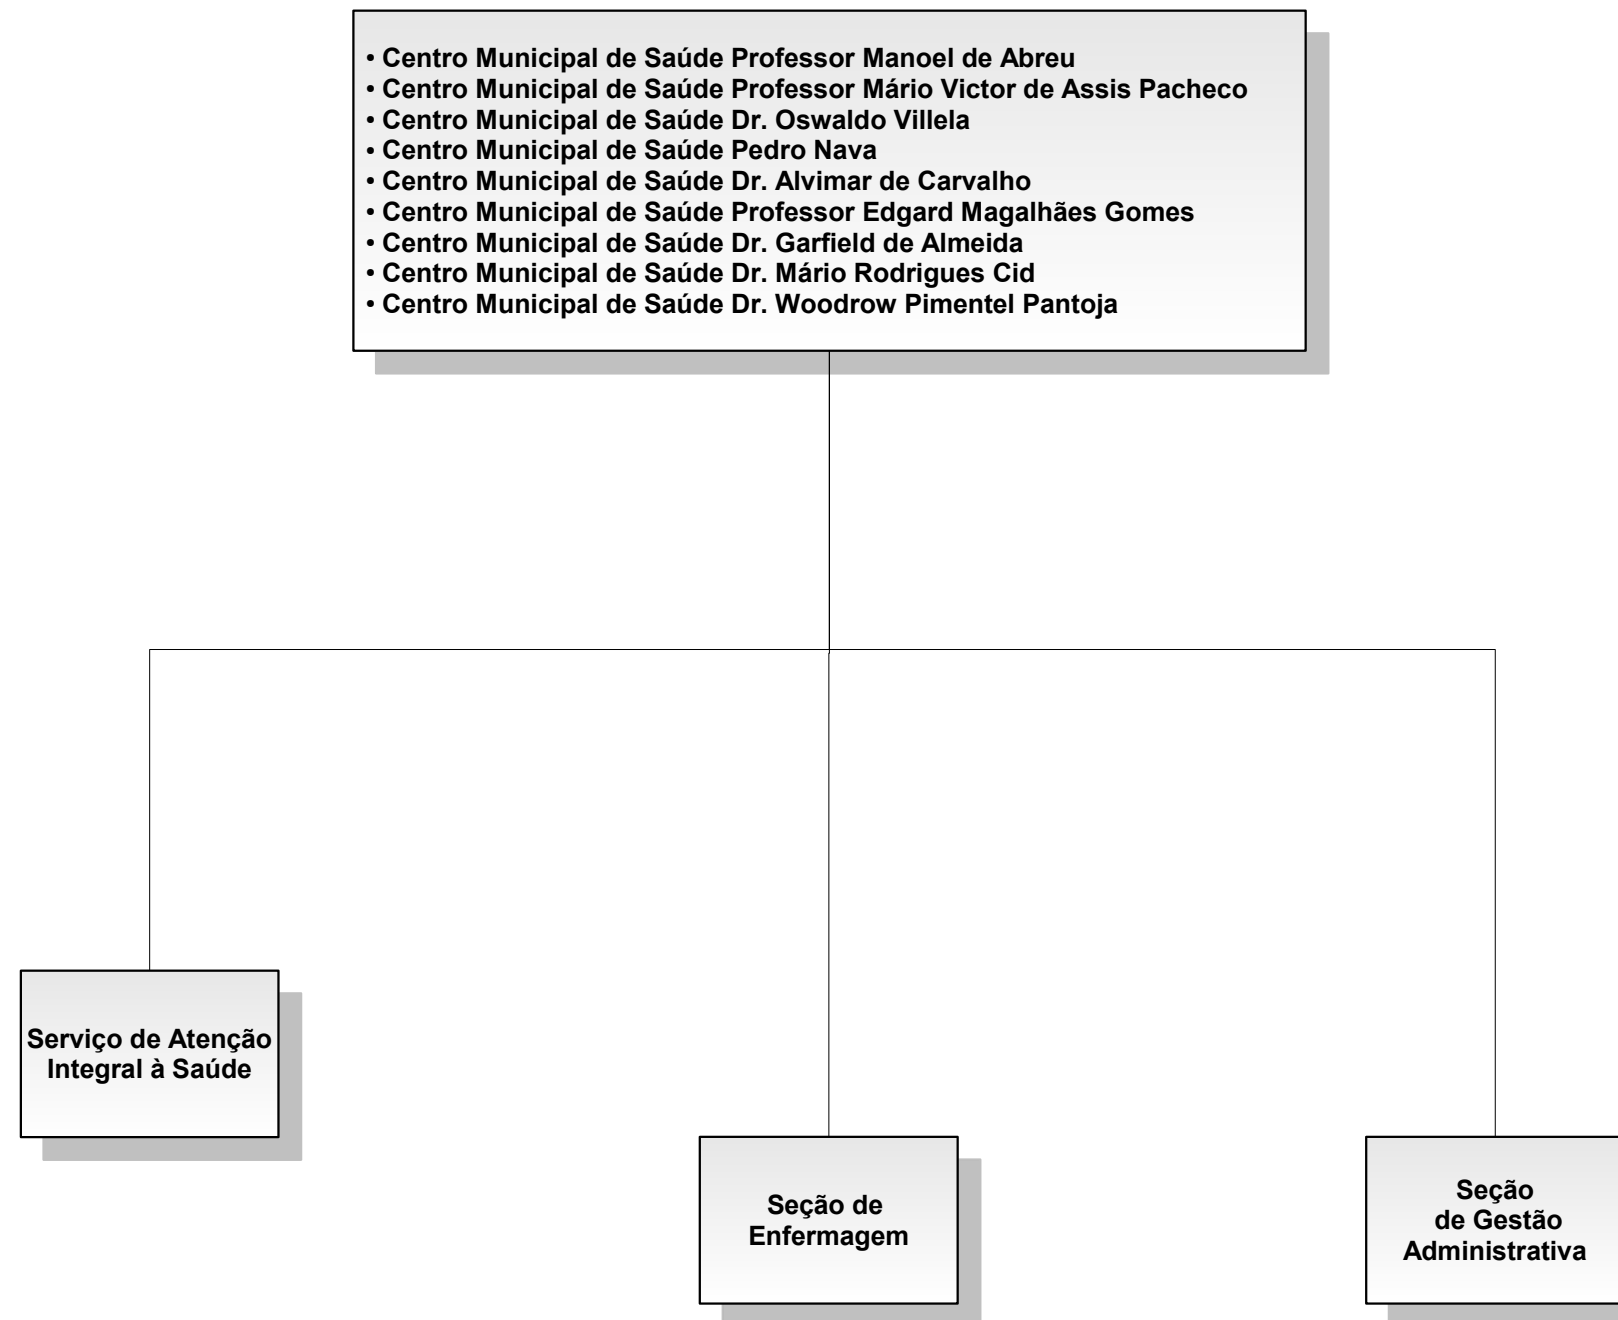 • Centro Municipal de Saúde Professor Manoel de Abreu
• Centro Municipal de Saúde Professor Mário Victor de Assis Pacheco
• Centro Municipal de Saúde Dr. Oswaldo Villela
• Centro Municipal de Saúde Pedro Nava
• Centro Municipal de Saúde Dr. Alvimar de Carvalho
• Centro Municipal de Saúde Professor Edgard Magalhães Gomes
• Centro Municipal de Saúde Dr. Garfield de Almeida
• Centro Municipal de Saúde Dr. Mário Rodrigues Cid
• Centro Municipal de Saúde Dr. Woodrow Pimentel Pantoja
Serviço de Atenção
Integral à Saúde
Seção de
Enfermagem
Seção
de Gestão
Administrativa